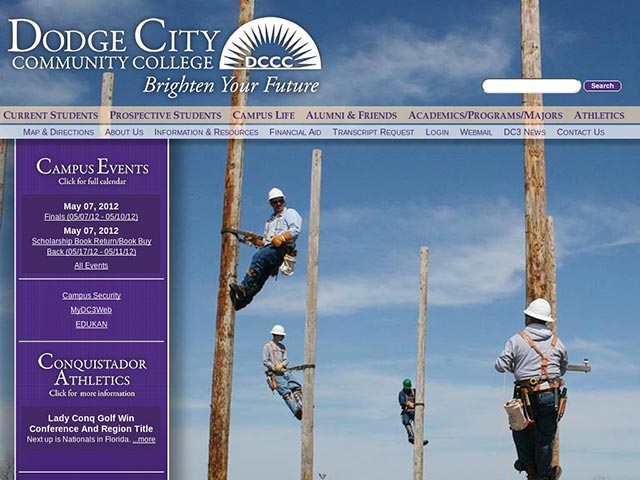 DODGE CITY
COMMUNITY COLLEGE
DCCC
Brighten Your Future
Search
CURRENT STUDENTS PROSPECTIVE STUDENTS CAMPUS LIFE ALUMNI & FRIENDS ACADEMICS/PROGRAMS/MAJORS ATHLETICS
MAP & DIRECTIONS ABOUT US INFORMATION & RESOURCES FINANCIAL AID TRANSCRIPT REQUEST LOGIN WEBMAIL DC3 NEWS CONTACT US
CAMPUS EVENTS
Click for full calendar
May 07, 2012
Finals (05/07/12 - 05/10/12)
May 07, 2012
Scholarship Book Return/Book Buy
Back (05/17/12 - 05/11/12)
All Events
Campus Security
MyDC3Web
EDUKAN
CONQUISTADOR
ATHLETICS
Click for more information
Lady Conq Golf Win
Conference And Region Title
Next up is Nationals in Florida. ...more